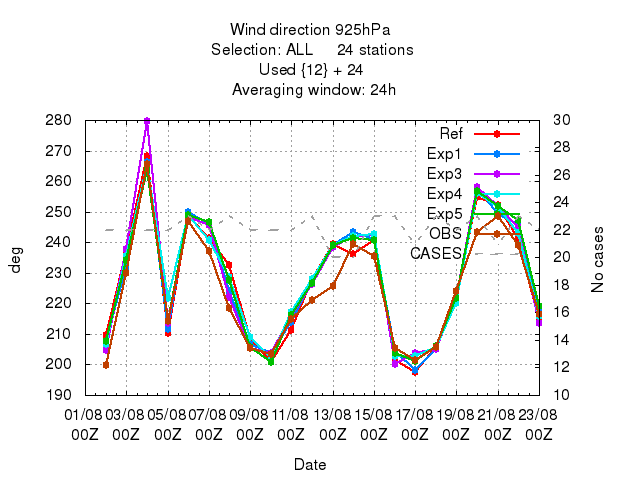 Wind direction 925hPa
Selection: ALL 24 stations
Used {12} + 24
Averaging window: 24h
280 30
270 28
260 26
250 24
240 22
230 20
220 18
210 16
200 14
190 12
10
deg
No cases
Ref
Exp1
Exp3
Exp4
Exp5
OBS
CASES
01/08 03/08 05/08 07/08 09/08 11/08 13/08 15/08 17/08 19/08 21/08 23/08
00Z 00Z 00Z 00Z 00Z 00Z 00Z 00Z 00Z 00Z 00Z 00Z
Date